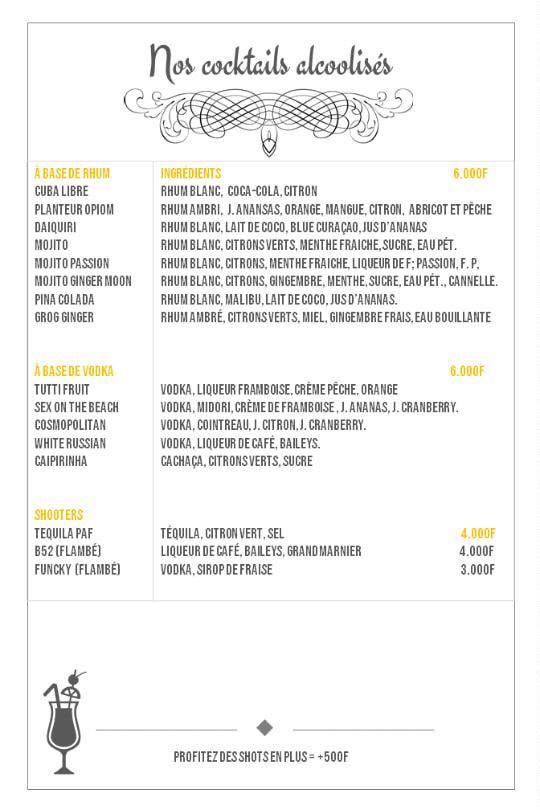 Nos cocktails alcoolisés
À BASE DE RHUM INGRÉDIENTS 6.000F
CUBA LIBRE RHUM BLANC, COCA-COLA, CITRON
PLANTEUR OPIOM RHUM AMBRI, J. ANANSAS, ORANGE, MANGUE, CITRON, ABRICOT ET PÊCHE
DAIQUIRI RHUM BLANC, LAIT DE COCO, BLUE CURAÇAO, JUS D'ANANAS
MOJITO RHUM BLANC, CITRONS VERTS, MENTHE FRAICHE, SUCRE, EAU PÉT.
MOJITO PASSION RHUM BLANC, CITRONS, MENTHE FRAICHE, LIQUEUR DE F; PASSION, F. P,
MOJITO GINGER MOON RHUM BLANC, CITRONS, GINGEMBRE, MENTHE, SUCRE, EAU PÉT., CANNELLE.
PINA COLADA RHUM BLANC, MALIBU, LAIT DE COCO, JUS D'ANANAS.
GROG GINGER RHUM AMBRÉ, CITRONS VERTS, MIEL, GINGEMBRE FRAIS, EAU BOUILLANTE
À BASE DE VODKA 6.000F
TUTTI FRUIT VODKA, LIQUEUR FRAMBOISE, CRÈME PÊCHE, ORANGE
SEX ON THE BEACH VODKA, MIDORI, CRÈME DE FRAMBOISE , J. ANANAS, J. CRANBERRY.
COSMOPOLITAN VODKA, COINTREAU, J. CITRON, J. CRANBERRY.
WHITE RUSSIAN VODKA, LIQUEUR DE CAFÉ, BAILEYS.
CAIPIRINHA CACHAÇA, CITRONS VERTS, SUCRE
SHOOTERS
TEQUILA PAF TÉQUILA, CITRON VERT, SEL 4.000F
B52 (FLAMBÉ) LIQUEUR DE CAFÉ, BAILEYS, GRAND MARNIER 4.000F
FUNCKY (FLAMBÉ) VODKA, SIROP DE FRAISE 3.000F
PROFITEZ DES SHOTS EN PLUS = +500F